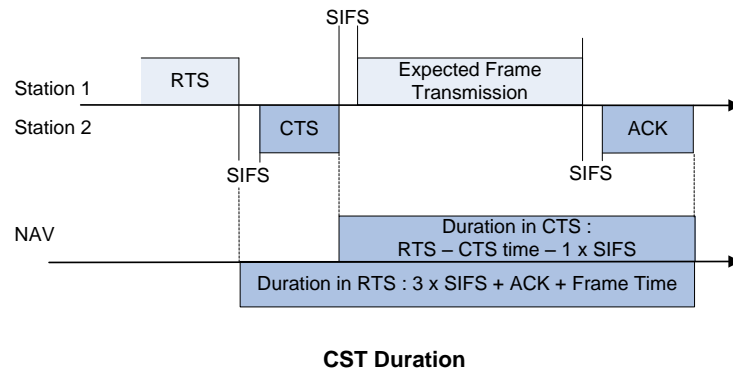 SIFS
RTS
Expected Frame
Transmission
Station 1
Station 2
CTS
ACK
SIFS
SIFS
NAV
Duration in CTS :
RTS – CTS time – 1 x SIFS
Duration in RTS : 3 x SIFS + ACK + Frame Time
CST Duration